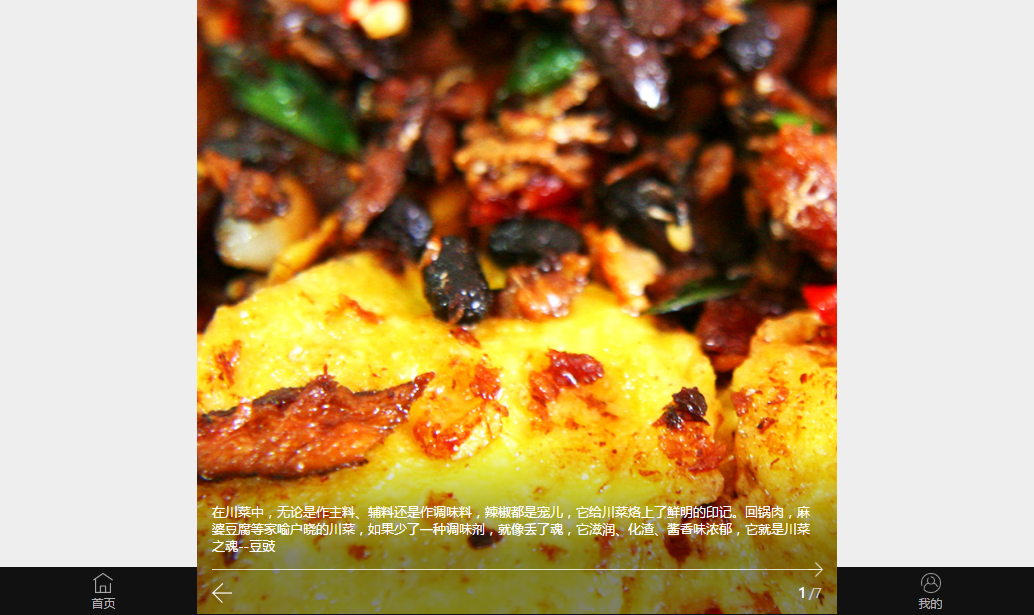 在川菜中，无论是作主料、辅料还是作调味料，辣椒都是宠儿，它给川菜烙上了鲜明的印记。回锅肉，麻
婆豆腐等家喻户晓的川菜，如果少了一种调味剂，就像丢了魂，它滋润、化渣、酱香味浓郁，它就是川菜
之魂--豆豉
1/7
首页
我的